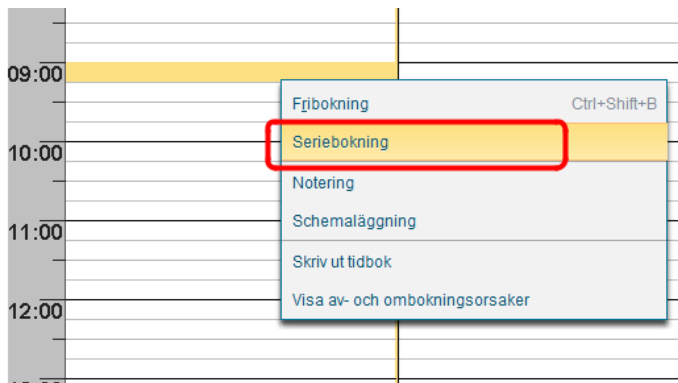 09:00
Fribokning Ctrl+Shift+B
Seriebokning
10:00
Notering
Schemaläggning
11:00
Skriv ut tidbok
Visa av- och ombokningsorsaker
12:00